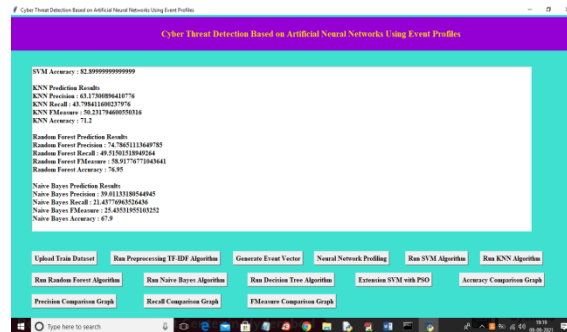 Cyber Threat Detection Based on Artificial Neural Networks Using Event Profiles
Cyber Threat Detection Based on Artificial Neural Networks Using Event Profiles
SVM Accuracy : 82.89999999999999
KNN Prediction Results
KNN Precision : 63.17300896410776
KNN Recall : 43.798411600237976
KNN FMeasure : 50.231794600550316
KNN Accuracy : 71.2
Random Forest Prediction Results
Random Forest Precision : 74.78651113649785
Random Forest Recall : 49.51501518949264
Random Forest FMeasure : 58.91776771043641
Random Forest Accuracy : 76.95
Naive Bayes Prediction Results
Naive Bayes Precision : 39.01133180544945
Naive Bayes Recall : 21.43776963526436
Naive Bayes FMeasure : 25.43531955103252
Naive Bayes Accuracy : 67.9
Upload Train Dataset Run Preprocessing TF-IDF Algorithm Generate Event Vector Neural Network Profiling Run SVM Algorithm Run KNN Algorithm
Run Random Forest Algorithm Run Naive Bayes Algorithm Run Decision Tree Algorithm Extension SVM with PSO Accuracy Comparison Graph
Precision Comparison Graph Recall Comparison Graph FMeasure Comparison Graph
Type here to search
09-09-2021